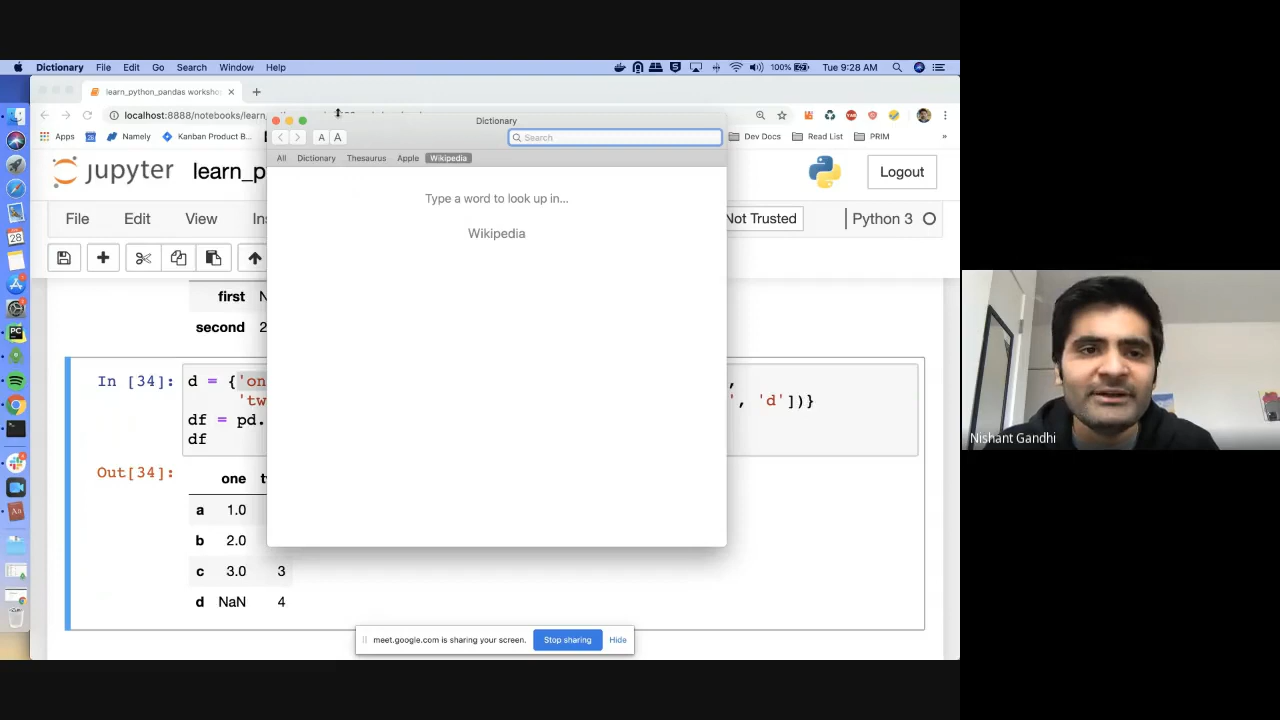 Dictionary File Edit Go Search Window Help 100% Tue 9:28 AM
learn_python_pandas worksho
localhost:8888/notebooks/learn_
Dictionary
Apps Namely Kanban Product B... Dev Docs Read List PRIM »
A A Search
All Dictionary Thesaurus Apple Wikipedia
jupyter learn_p Logout
Type a word to look up in...
Wikipedia
File Edit View Ins Not Trusted Python 3
first N
second 2
In [34]: d = {'on ,
'tw ', 'd'])}
df = pd.
df
Out[34]:
one
a 1.0
b 2.0
c 3.0 3
d NaN 4
meet.google.com is sharing your screen. Stop sharing Hide
Nishant Gandhi